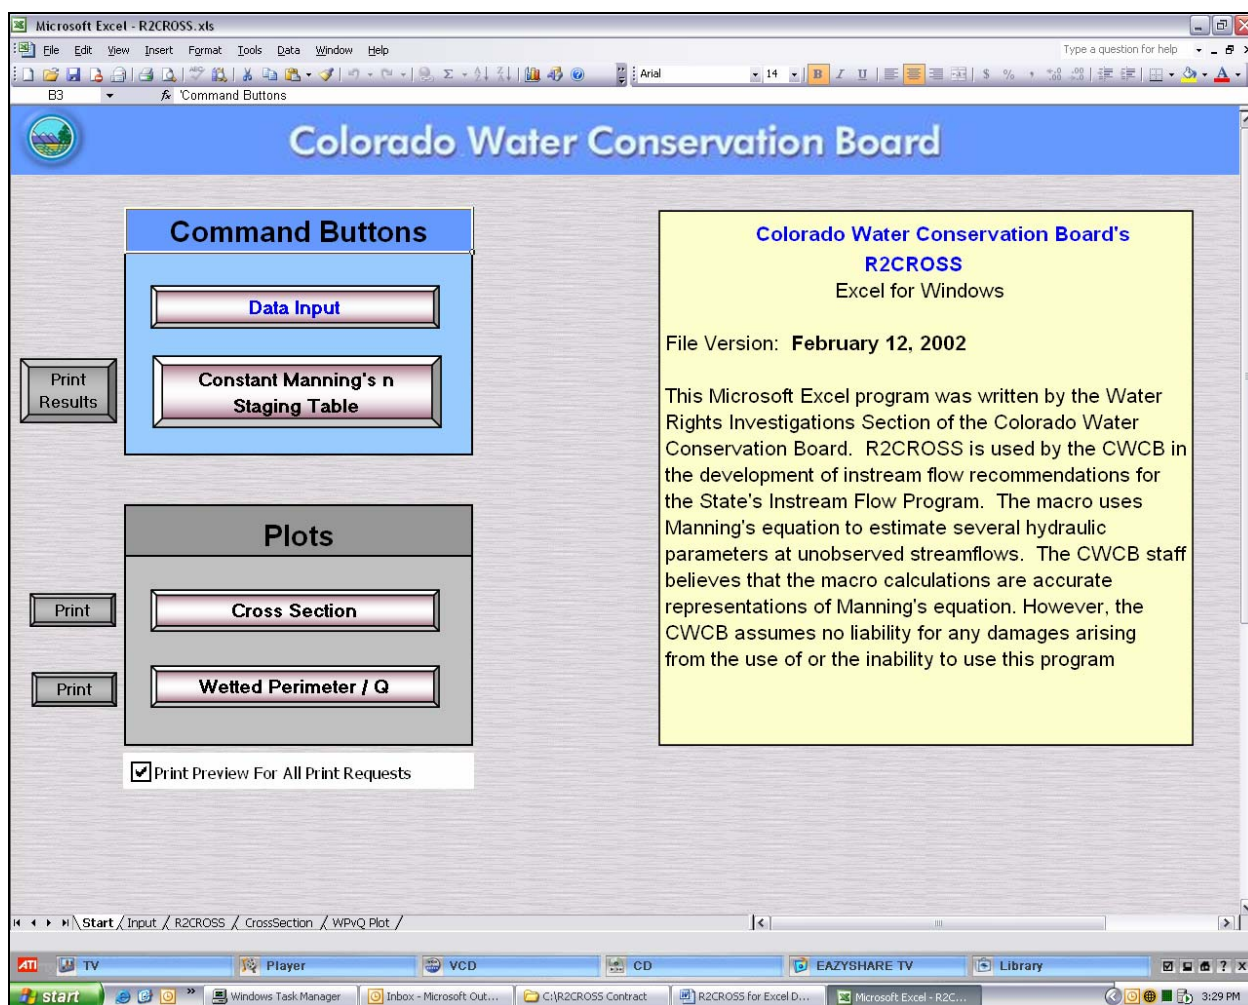 Microsoft Excel - R2CROSS.xls
File Edit View Insert Format Tools Data Window Help
Type a question for help
Arial 14 B I U $ % ,
B3 fx 'Command Buttons
Colorado Water Conservation Board
Command Buttons
Data Input
Print Results
Constant Manning's n
Staging Table
Plots
Print
Cross Section
Print
Wetted Perimeter / Q
Print Preview For All Print Requests
Colorado Water Conservation Board's
R2CROSS
Excel for Windows
File Version: February 12, 2002
This Microsoft Excel program was written by the Water
Rights Investigations Section of the Colorado Water
Conservation Board. R2CROSS is used by the CWCB in
the development of instream flow recommendations for
the State's Instream Flow Program. The macro uses
Manning's equation to estimate several hydraulic
parameters at unobserved streamflows. The CWCB staff
believes that the macro calculations are accurate
representations of Manning's equation. However, the
CWCB assumes no liability for any damages arising
from the use of or the inability to use this program
Start / Input / R2CROSS / CrossSection / WPvQ Plot /
ATI TV Player VCD CD EAZYSHARE TV Library
start Windows Task Manager Inbox - Microsoft Out... C:\R2CROSS Contract R2CROSS for Excel D... Microsoft Excel - R2C... 3:29 PM